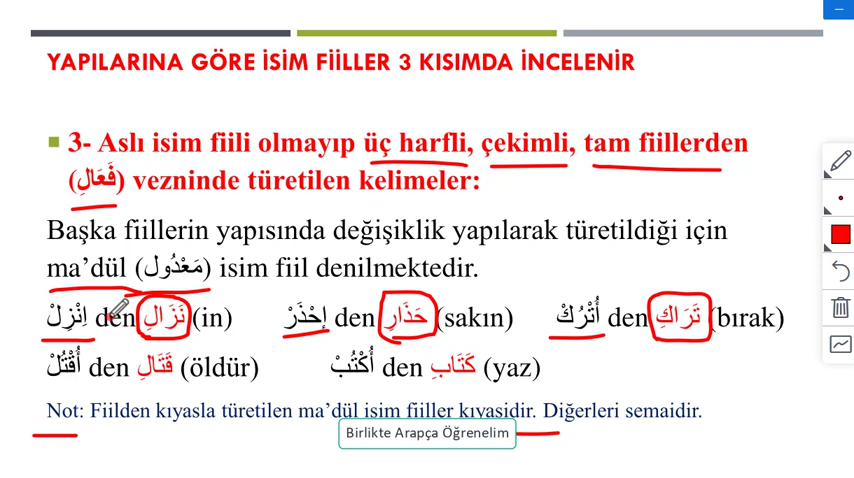 YAPILARINA GÖRE İSİM FİİLLER 3 KISIMDA İNCELENİR
3- Aslı isim fiili olmayıp üç harfli, çekimli, tam fiillerden
(فَعَالِ) vezninde türetilen kelimeler:
Başka fiillerin yapısında değişiklik yapılarak türetildiği için
ma’dül (مَعْدُول) isim fiil denilmektedir.
اِنْزِلْ den نَزَالِ (in) اِحْذَرْ den حَذَارِ (sakın) أُتْرُكْ den تَرَاكِ (bırak)
أُقْتُلْ den قَتَالِ (öldür) أُكْتُبْ den كَتَابِ (yaz)
Not: Fiilden kıyasla türetilen ma’dül isim fiiller kıyasidir. Diğerleri semaidir.
Birlikte Arapça Öğrenelim